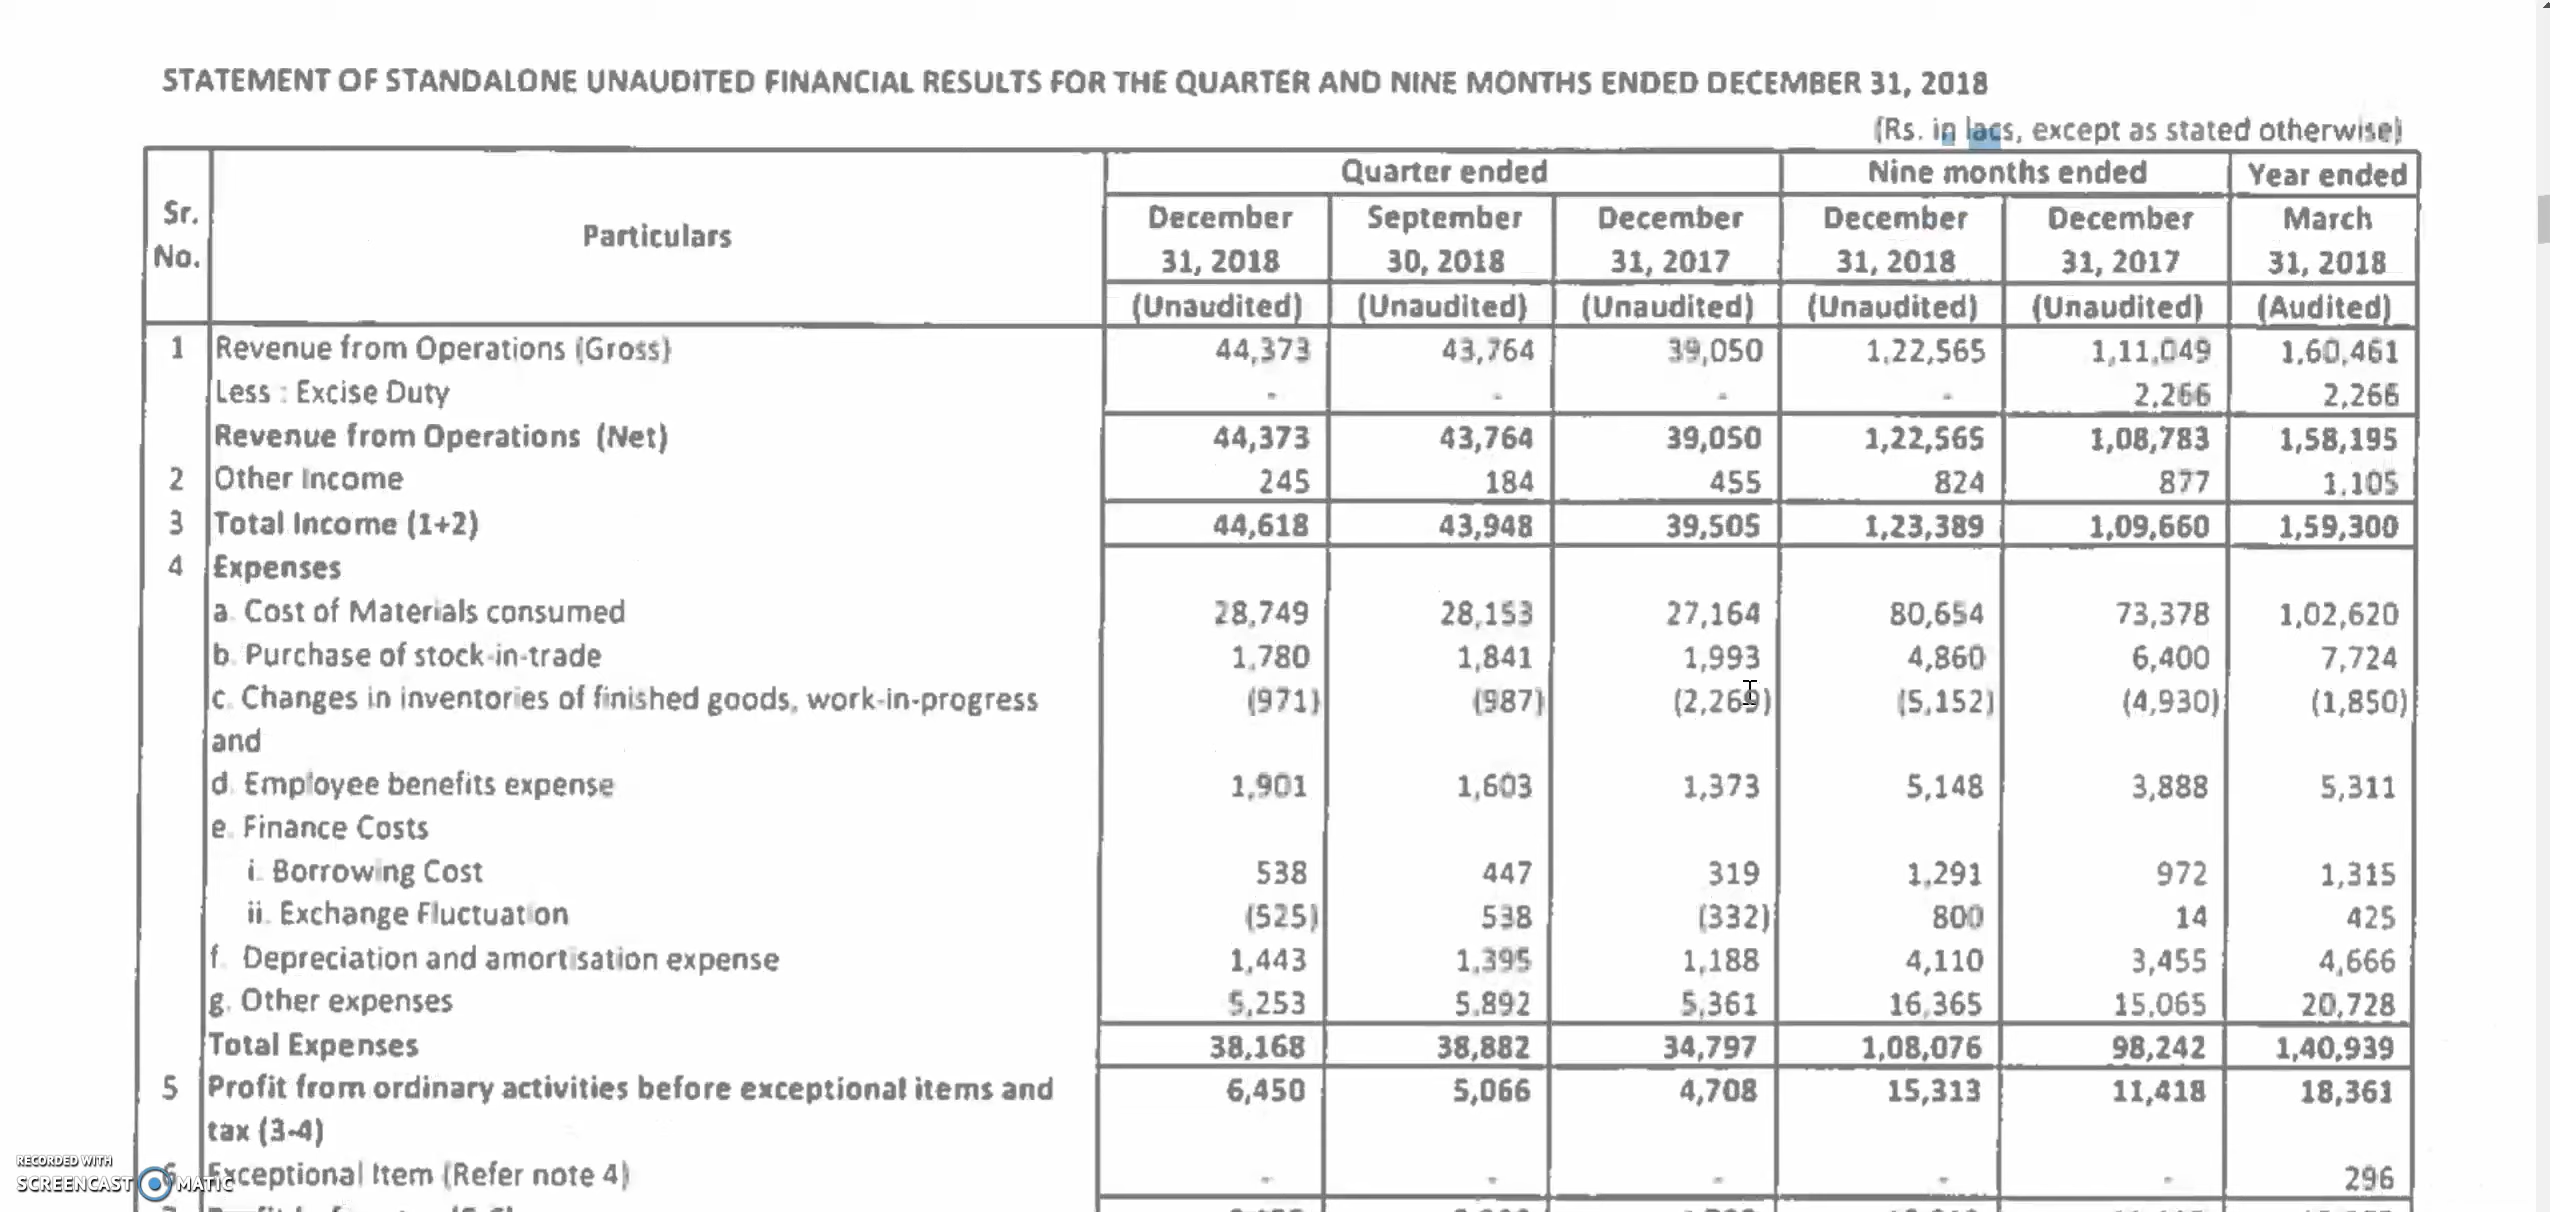 STATEMENT OF STANDALONE UNAUDITED FINANCIAL RESULTS FOR THE QUARTER AND NINE MONTHS ENDED DECEMBER 31, 2018
(Rs. in lacs, except as stated otherwise)
Sr. No. Particulars Quarter ended Nine months ended Year ended
December 31, 2018 September 30, 2018 December 31, 2017 December 31, 2018 December 31, 2017 March 31, 2018
(Unaudited) (Unaudited) (Unaudited) (Unaudited) (Unaudited) (Audited)
1 Revenue from Operations (Gross) 44,373 43,764 39,050 1,22,565 1,11,049 1,60,461
Less : Excise Duty - - - - 2,266 2,266
Revenue from Operations (Net) 44,373 43,764 39,050 1,22,565 1,08,783 1,58,195
2 Other Income 245 184 455 824 877 1,105
3 Total Income (1+2) 44,618 43,948 39,505 1,23,389 1,09,660 1,59,300
4 Expenses
a. Cost of Materials consumed 28,749 28,153 27,164 80,654 73,378 1,02,620
b. Purchase of stock-in-trade 1,780 1,841 1,993 4,860 6,400 7,724
c. Changes in inventories of finished goods, work-in-progress (971) (987) (2,269) (5,152) (4,930) (1,850)
and
d. Employee benefits expense 1,901 1,603 1,373 5,148 3,888 5,311
e. Finance Costs
i. Borrowing Cost 538 447 319 1,291 972 1,315
ii. Exchange Fluctuation (525) 538 (332) 800 14 425
f. Depreciation and amortisation expense 1,443 1,395 1,188 4,110 3,455 4,666
g. Other expenses 5,253 5,892 5,361 16,365 15,065 20,728
Total Expenses 38,168 38,882 34,797 1,08,076 98,242 1,40,939
5 Profit from ordinary activities before exceptional items and 6,450 5,066 4,708 15,313 11,418 18,361
tax (3-4)
6 Exceptional Item (Refer note 4) - - - - - 296
RECORDED WITH
SCREENCAST MATIC